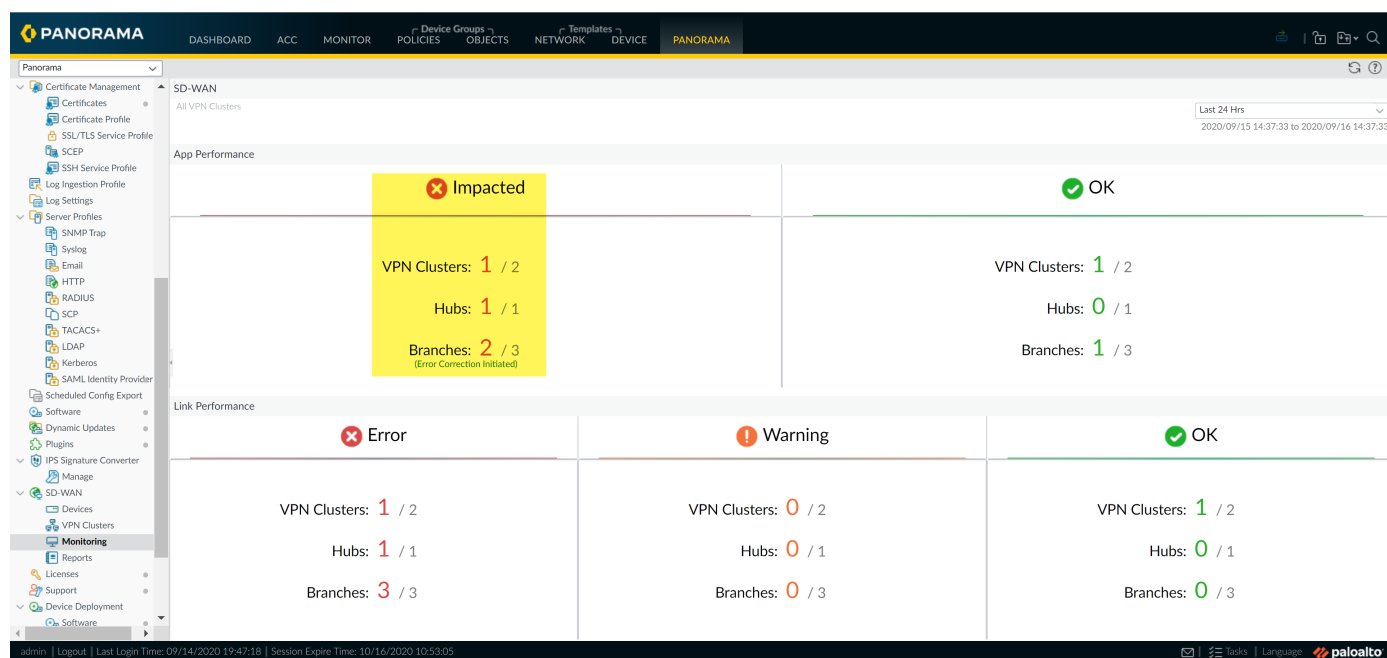 PANORAMA
Device Groups
Templates
DASHBOARD ACC MONITOR POLICIES OBJECTS NETWORK DEVICE PANORAMA
Panorama
Certificate Management
Certificates
Certificate Profile
SSL/TLS Service Profile
SCEP
SSH Service Profile
Log Ingestion Profile
Log Settings
Server Profiles
SNMP Trap
Syslog
Email
HTTP
RADIUS
SCP
TACACS+
LDAP
Kerberos
SAML Identity Provider
Scheduled Config Export
Software
Dynamic Updates
Plugins
IPS Signature Converter
Manage
SD-WAN
Devices
VPN Clusters
Monitoring
Reports
Licenses
Support
Device Deployment
Software
SD-WAN
All VPN Clusters
Last 24 Hrs
2020/09/15 14:37:33 to 2020/09/16 14:37:33
App Performance
Impacted
VPN Clusters: 1 / 2
Hubs: 1 / 1
Branches: 2 / 3
(Error Correction Initiated)
OK
VPN Clusters: 1 / 2
Hubs: 0 / 1
Branches: 1 / 3
Link Performance
Error
VPN Clusters: 1 / 2
Hubs: 1 / 1
Branches: 3 / 3
Warning
VPN Clusters: 0 / 2
Hubs: 0 / 1
Branches: 0 / 3
OK
VPN Clusters: 1 / 2
Hubs: 0 / 1
Branches: 0 / 3
admin | Logout | Last Login Time: 09/14/2020 19:47:18 | Session Expire Time: 10/16/2020 10:53:05
Tasks | Language paloalto